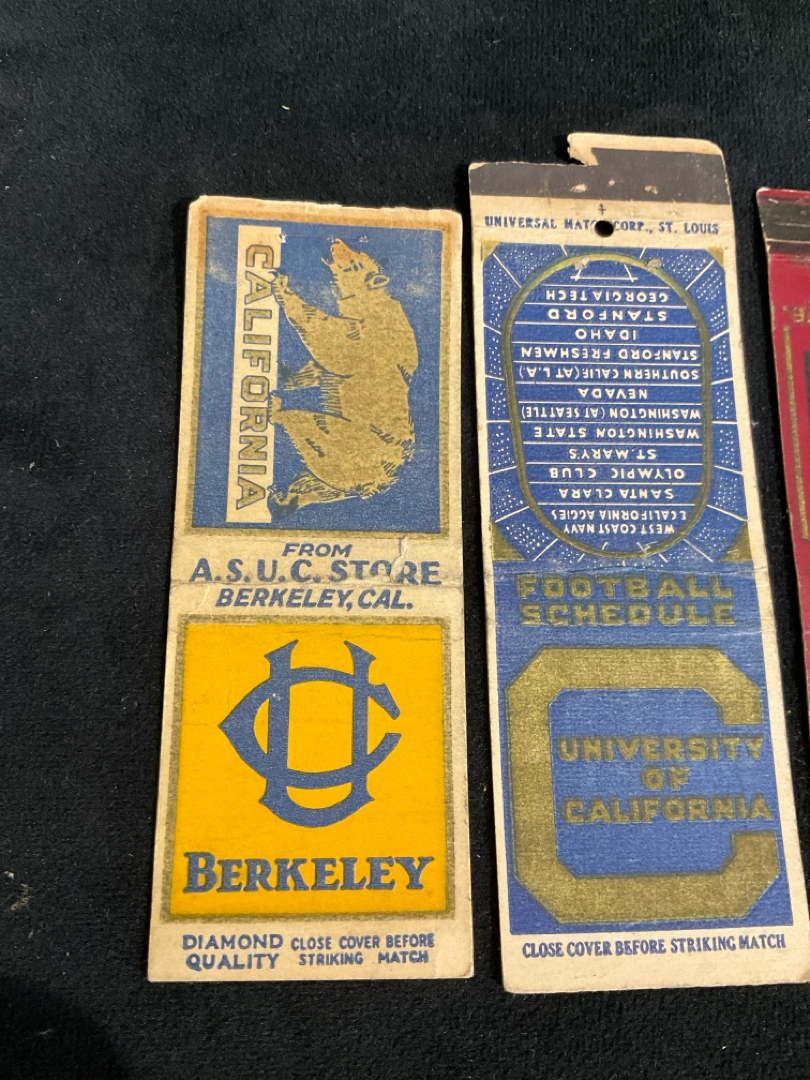 CALIFORNIA
FROM
A.S.U.C. STORE
BERKELEY, CAL.
UC
BERKELEY
DIAMOND QUALITY
CLOSE COVER BEFORE
STRIKING MATCH
UNIVERSAL MATCH CORP., ST. LOUIS
WEST COAST NAVY
& CALIFORNIA AGGIES
SANTA CLARA
OLYMPIC CLUB
ST. MARY'S
WASHINGTON STATE
WASHINGTON (AT SEATTLE)
NEVADA
SOUTHERN CALIF. (AT L.A.)
STANFORD FRESHMEN
IDAHO
STANFORD
GEORGIA TECH
FOOTBALL
SCHEDULE
C
UNIVERSITY
OF
CALIFORNIA
CLOSE COVER BEFORE STRIKING MATCH